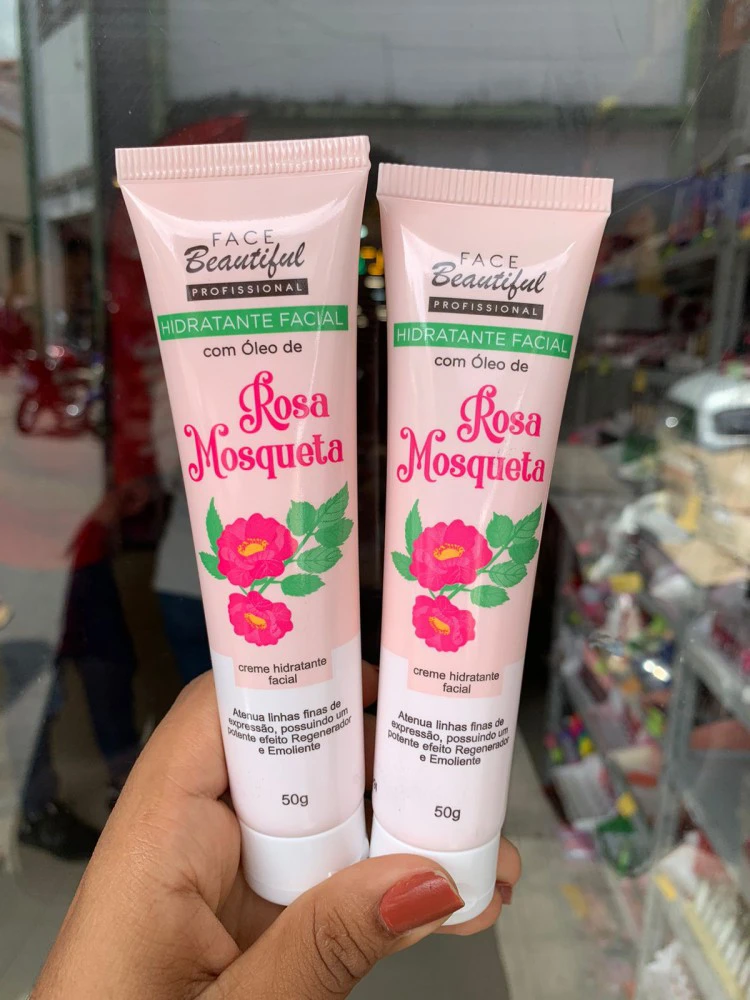 FACE
Beautiful
PROFISSIONAL
HIDRATANTE FACIAL
com Óleo de
Rosa
Mosqueta
creme hidratante
facial
Atenua linhas finas de
expressão, possuindo um
potente efeito Regenerador
e Emoliente
50g
FACE
Beautiful
PROFISSIONAL
HIDRATANTE FACIAL
com Óleo de
Rosa
Mosqueta
creme hidratante
facial
Atenua linhas finas de
expressão, possuindo um
potente efeito Regenerador
e Emoliente
50g